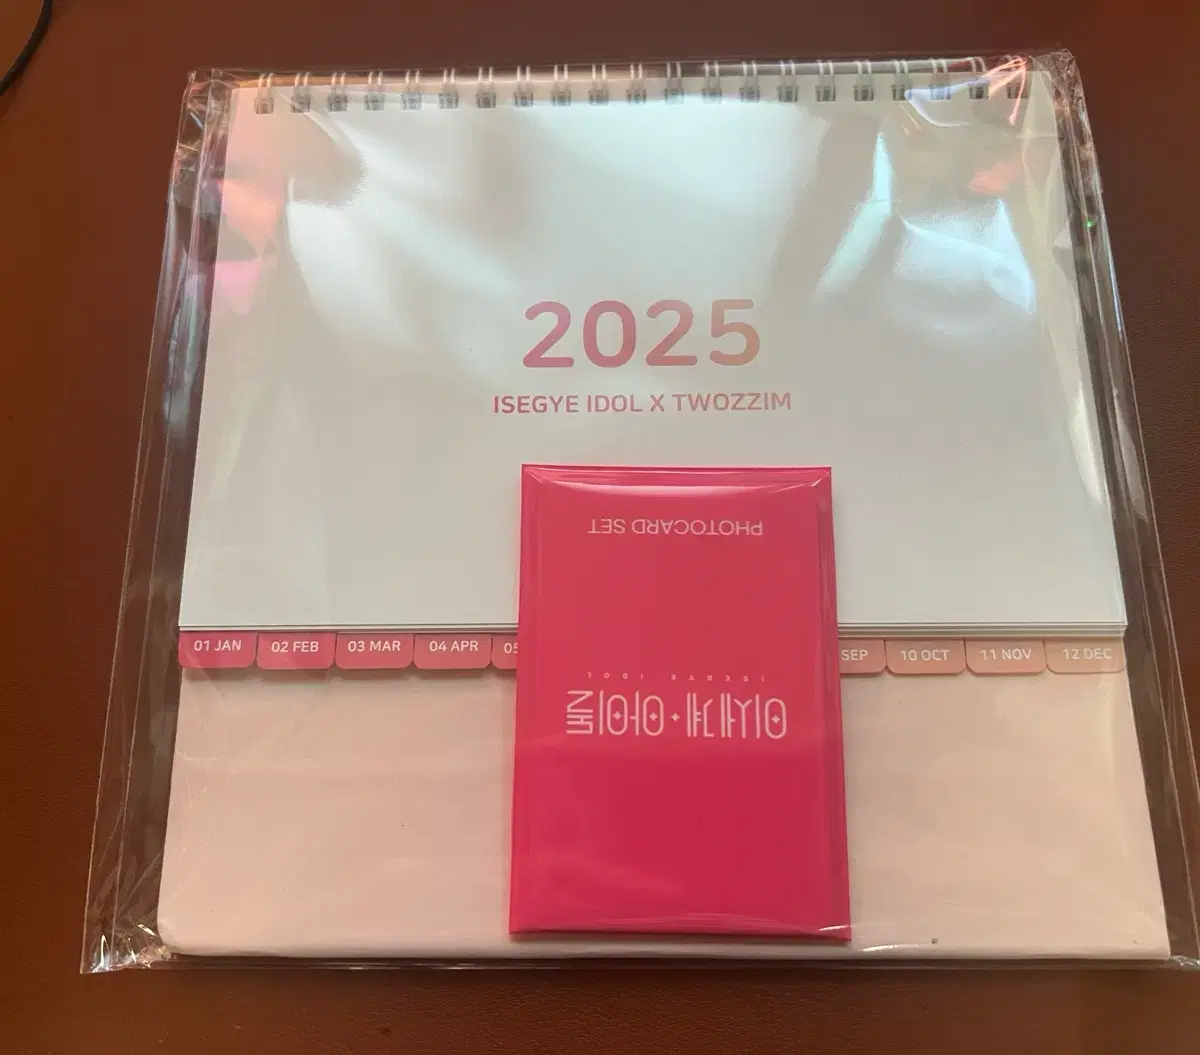 2025
ISEGYE IDOL X TWOZZIM
01 JAN
02 FEB
03 MAR
04 APR
05
SEP
10 OCT
11 NOV
12 DEC
PHOTOCARD SET
ISEGYE IDOL
이세계아이돌